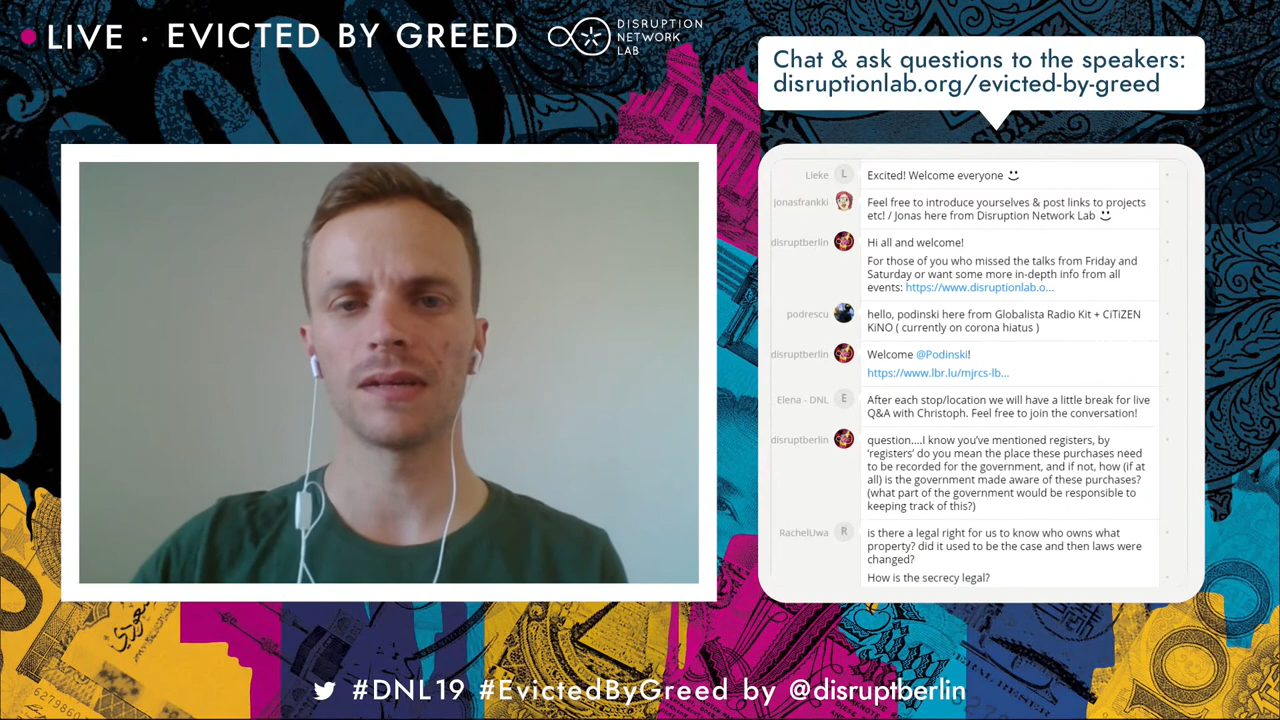 LIVE · EVICTED BY GREED
DISRUPTION
NETWORK
LAB
Chat & ask questions to the speakers:
disruptionlab.org/evicted-by-greed
Lieke
L
Excited! Welcome everyone
jonasfrankki
Feel free to introduce yourselves & post links to projects
etc! / Jonas here from Disruption Network Lab
disruptberlin
Hi all and welcome!
For those of you who missed the talks from Friday and
Saturday or want some more in-depth info from all
events: https://www.disruptionlab.o...
podrescu
hello, podinski here from Globalista Radio Kit + CiTiZEN
KiNO ( currently on corona hiatus )
disruptberlin
Welcome @Podinski!
https://www.lbr.lu/mjrcs-lb...
Elena - DNL
E
After each stop/location we will have a little break for live
Q&A with Christoph. Feel free to join the conversation!
disruptberlin
question....I know you've mentioned registers, by
'registers' do you mean the place these purchases need
to be recorded for the government, and if not, how (if at
all) is the government made aware of these purchases?
(what part of the government would be responsible to
keeping track of this?)
RachelUwa
R
is there a legal right for us to know who owns what
property? did it used to be the case and then laws were
changed?
How is the secrecy legal?
#DNL19 #EvictedByGreed by @disruptberlin